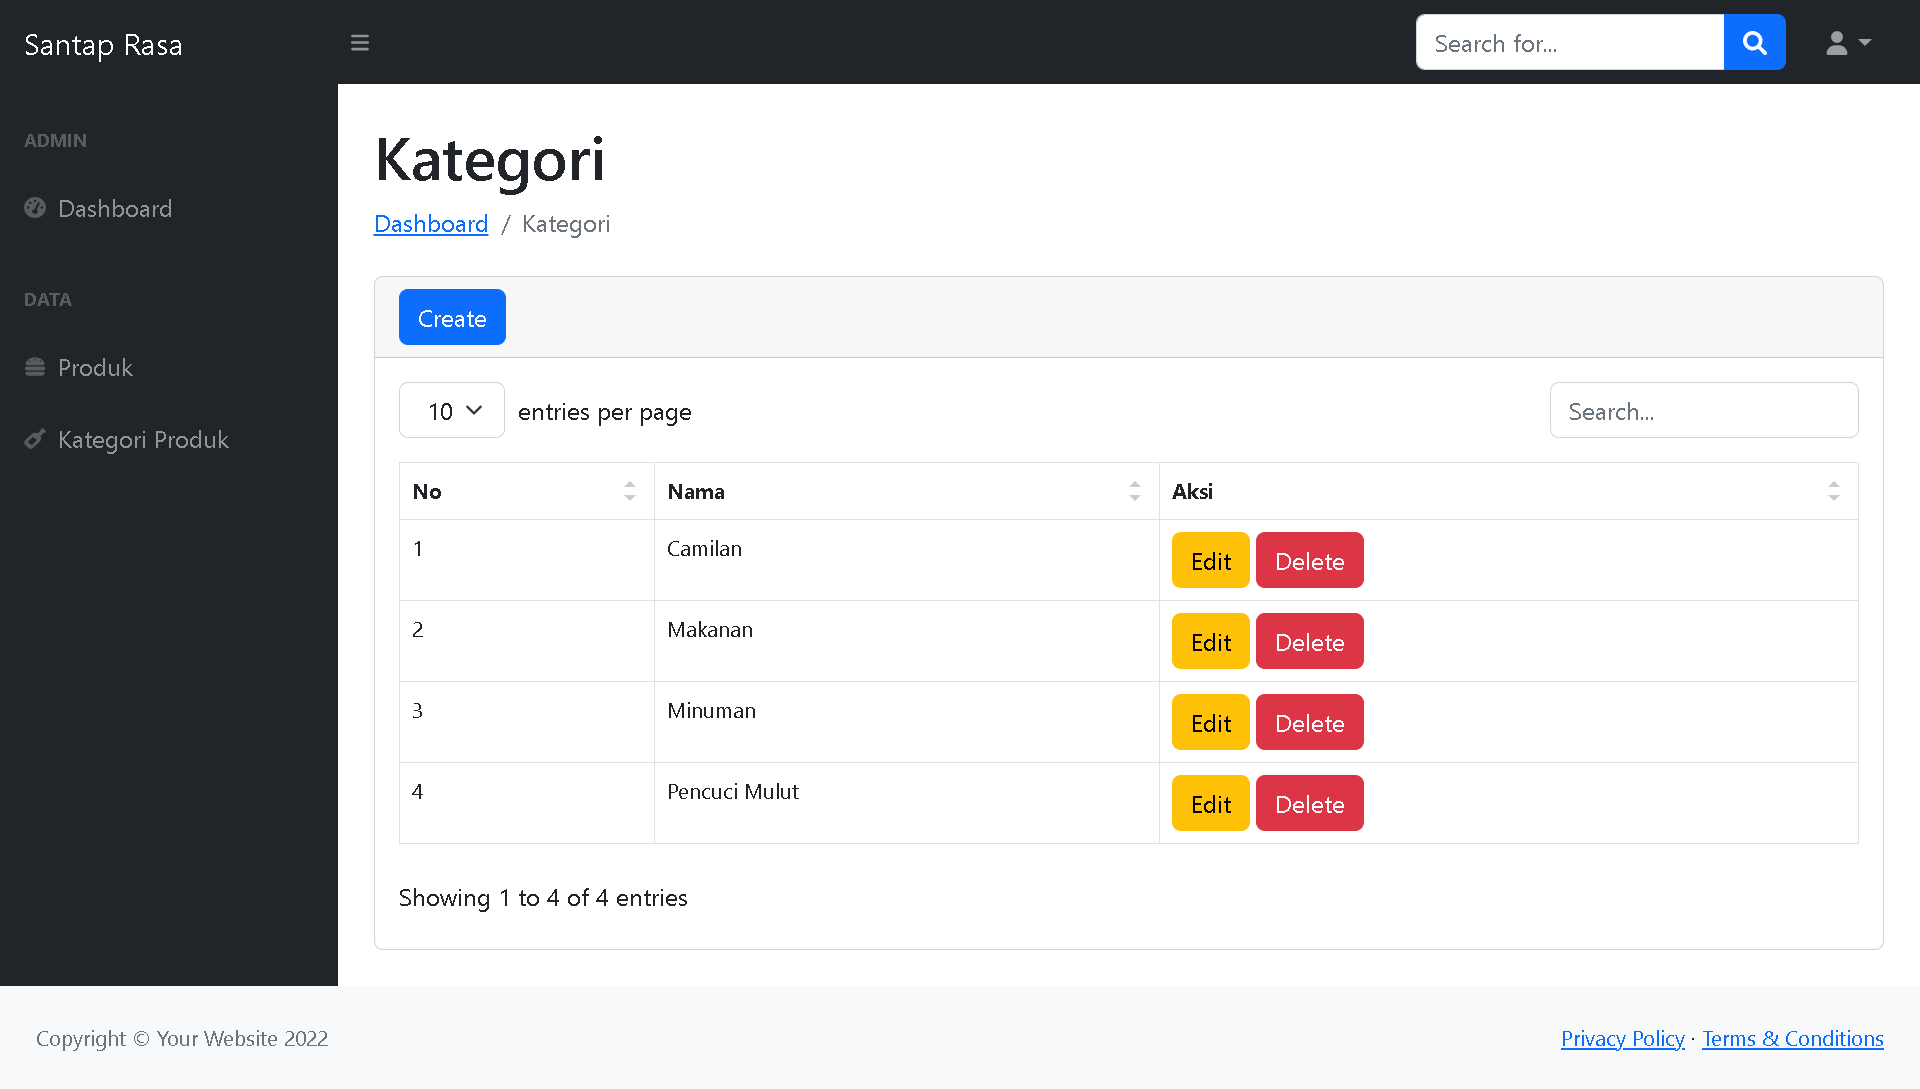 Santap Rasa
Search for...
ADMIN
Dashboard
DATA
Produk
Kategori Produk
Kategori
Dashboard / Kategori
Create
10 entries per page
Search...
No Nama Aksi
1 Camilan Edit Delete
2 Makanan Edit Delete
3 Minuman Edit Delete
4 Pencuci Mulut Edit Delete
Showing 1 to 4 of 4 entries
Copyright © Your Website 2022
Privacy Policy · Terms & Conditions